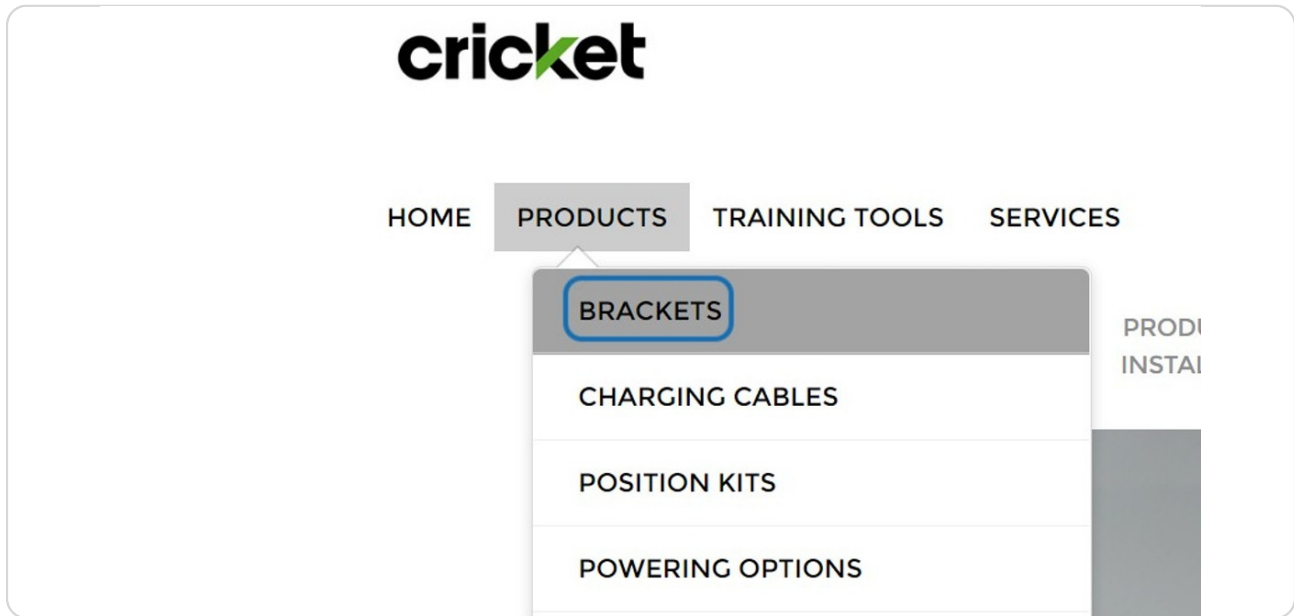 cricket
HOME PRODUCTS TRAINING TOOLS SERVICES
BRACKETS
CHARGING CABLES
POSITION KITS
POWERING OPTIONS